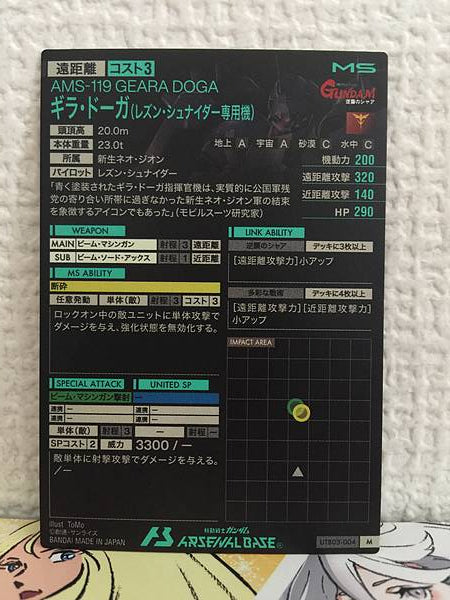 遠距離 コスト3 MS
AMS-119 GEARA DOGA
ギラ・ドーガ(レズン・シュナイダー専用機)
GUNDAM
逆襲のシャア
頭頂高 20.0m
本体重量 23.0t
所属 新生ネオ・ジオン
パイロット レズン・シュナイダー
地上 A 宇宙 A 砂漠 C 水中 C
機動力 200
遠距離攻撃 320
近距離攻撃 140
HP 290
「青く塗装されたギラ・ドーガ指揮官機は、実質的に公国軍残
党の寄り合い所帯に過ぎなかった新生ネオ・ジオン軍の結束
を象徴するアイコンでもあった」(モビルスーツ研究家)
WEAPON
MAIN ビーム・マシンガン 射程 3 遠距離
SUB ビーム・ソード・アックス 射程 1 近距離
MS ABILITY
断砕
任意発動 単体(敵) 射程 3 コスト 3
ロックオン中の敵ユニットに単体攻撃で
ダメージを与え、強化状態を無効化する。
LINK ABILITY
逆襲のシャア デッキに3枚以上
[遠距離攻撃力]小アップ
多彩な戦術 デッキに4枚以上
[遠距離攻撃力][近距離攻撃力]
小アップ
IMPACT AREA
SPECIAL ATTACK UNITED SP
ビーム・マシンガン撃射 －
連携 － 連携 －
連携 － 連携 －
単体(敵) 射程 3 － 射程 －
SPコスト 2 威力 3300 / －
敵単体に射撃攻撃でダメージを与える。
/－
illust_ToMo
©創通・サンライズ
BANDAI MADE IN JAPAN
機動戦士ガンダム
AB ARSENAL BASE
UTB03-004 M